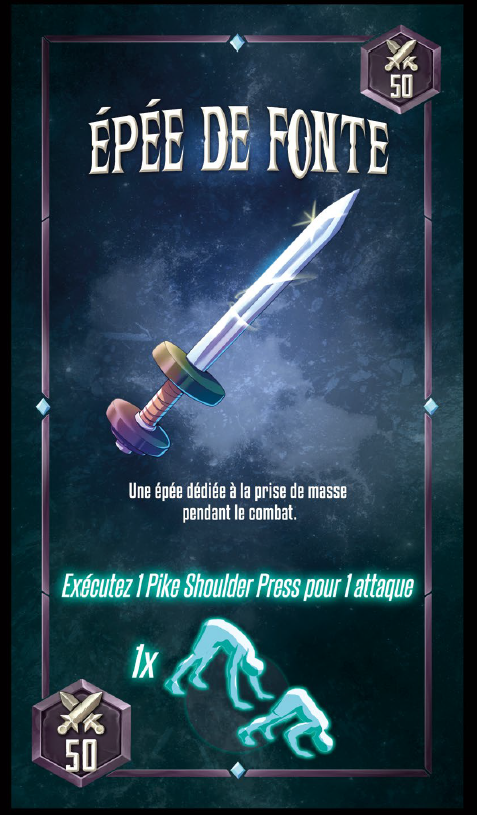 50
ÉPÉE DE FONTE
Une épée dédiée à la prise de masse
pendant le combat.
Exécutez 1 Pike Shoulder Press pour 1 attaque
1x
50